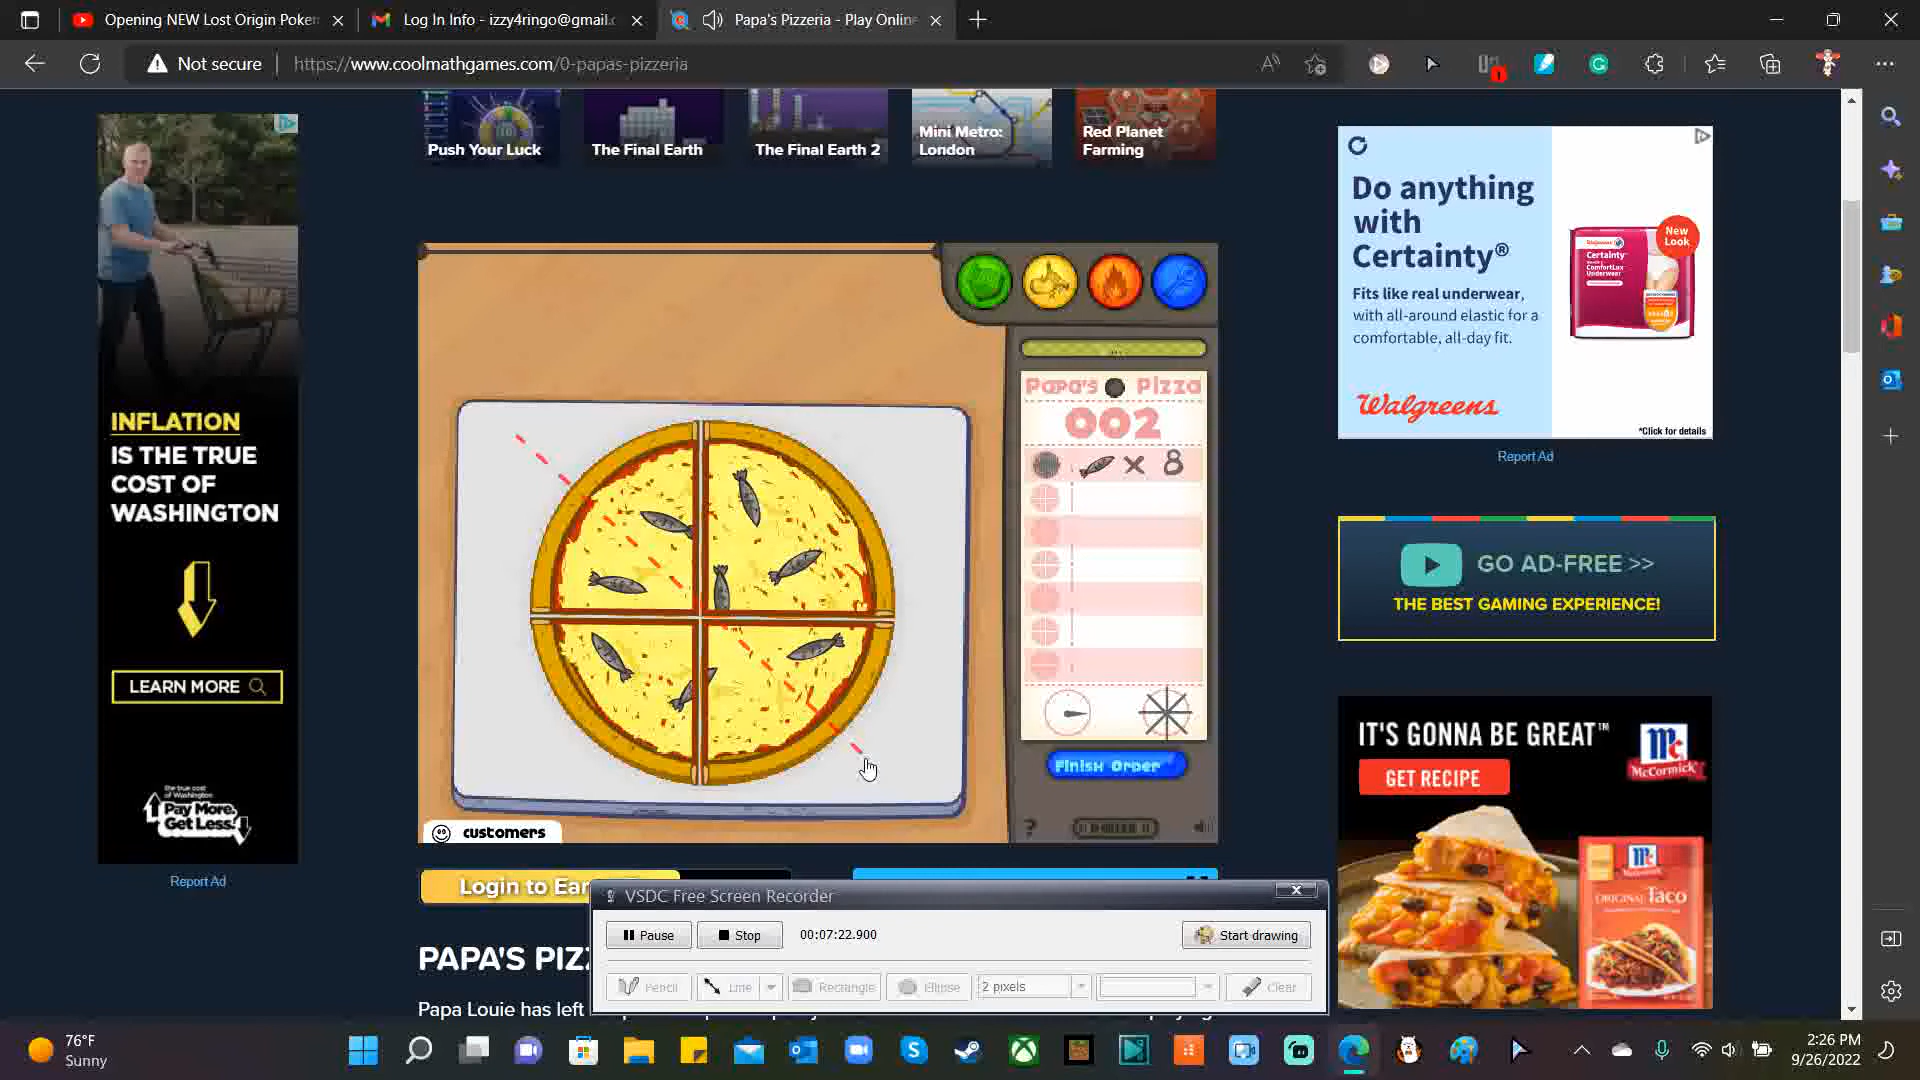 Opening NEW Lost Origin Poke
Log In Info - izzy4ringo@gmail.c
Papa's Pizzeria - Play Online
Not secure
https://www.coolmathgames.com/0-papas-pizzeria
Push Your Luck
The Final Earth
The Final Earth 2
Mini Metro:
London
Red Planet
Farming
INFLATION
IS THE TRUE
COST OF
WASHINGTON
LEARN MORE
the true cost
of Washington
Pay More.
Get Less.
Report Ad
Papa's Pizza
002
x 8
Finish Order
?
customers
Do anything
with
Certainty®
Fits like real underwear,
with all-around elastic for a
comfortable, all-day fit.
Walgreens
New
Look
Certainty
*Click for details
Report Ad
GO AD-FREE >>
THE BEST GAMING EXPERIENCE!
IT'S GONNA BE GREAT™
GET RECIPE
McCormick
ORIGINAL Taco
Login to Ear
PAPA'S PIZ
Papa Louie has left
VSDC Free Screen Recorder
Pause
Stop
00:07:22.900
Start drawing
Pencil
Line
Rectangle
Ellipse
2 pixels
Clear
76°F
Sunny
2:26 PM
9/26/2022